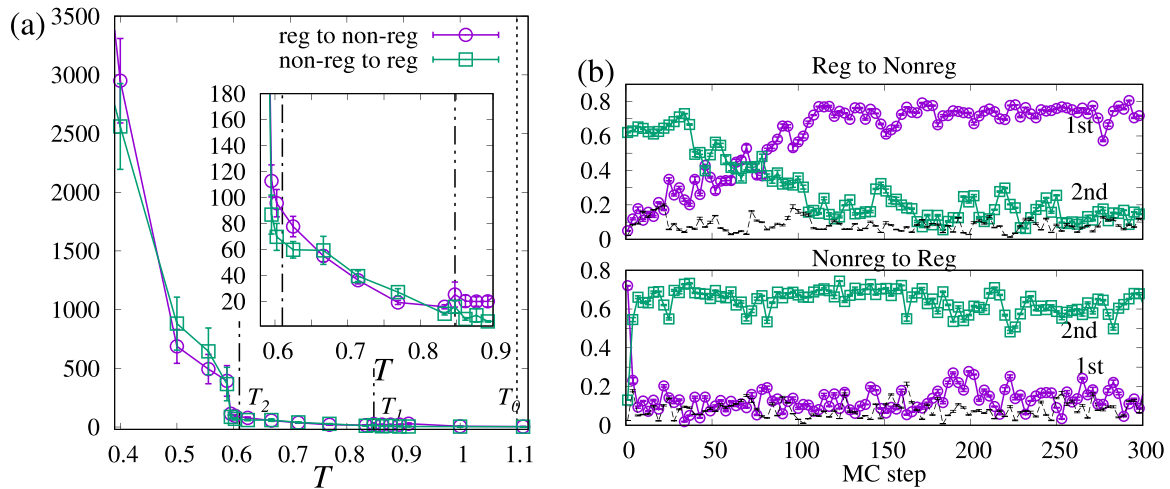 (a)
3500
3000
2500
2000
1500
1000
500
0
reg to non-reg
non-reg to reg
180
160
140
120
100
80
60
40
20
0.6 0.7 0.8 0.9
T
T2 T1 T0
0.4 0.5 0.6 0.7 0.8 0.9 1 1.1
T
(b)
Reg to Nonreg
0.8
0.6
0.4
0.2
0
1st
2nd
Nonreg to Reg
0.8
0.6
0.4
0.2
0
2nd
1st
0 50 100 150 200 250 300
MC step